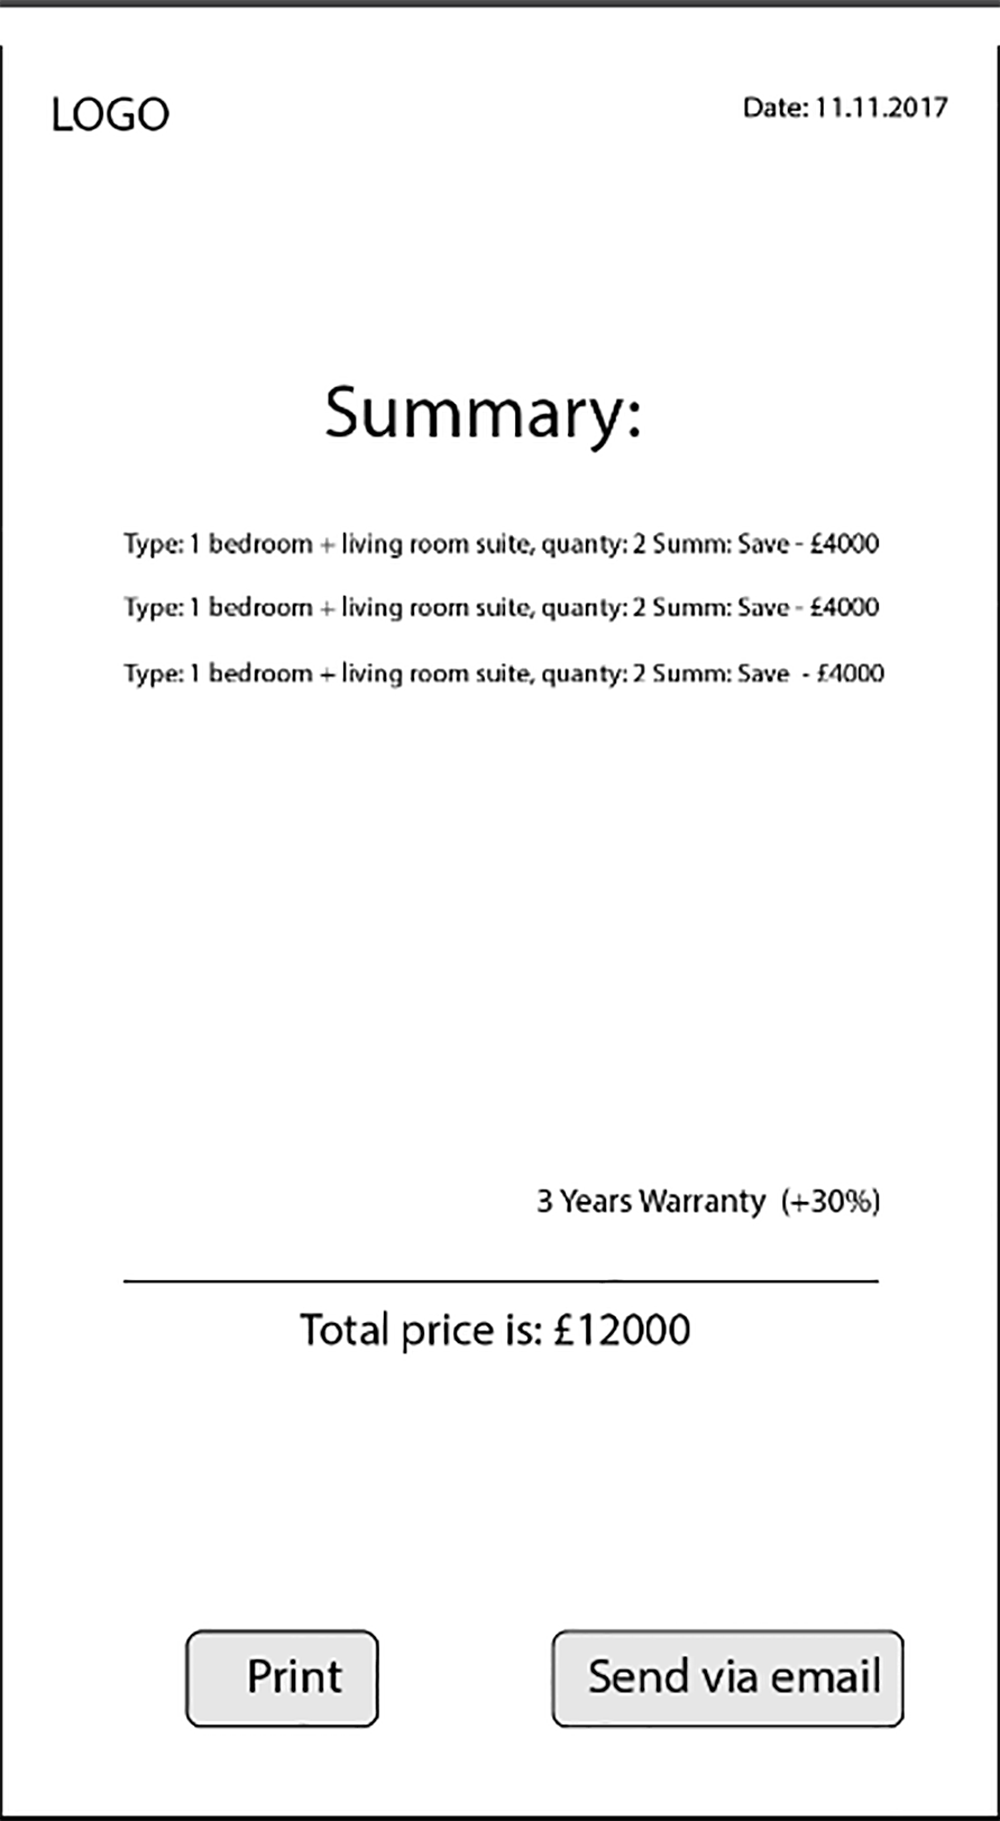 LOGO
Date: 11.11.2017
Summary:
Type: 1 bedroom + living room suite, quanty: 2 Summ: Save - £4000
Type: 1 bedroom + living room suite, quanty: 2 Summ: Save - £4000
Type: 1 bedroom + living room suite, quanty: 2 Summ: Save - £4000
3 Years Warranty (+30%)
Total price is: £12000
Print
Send via email